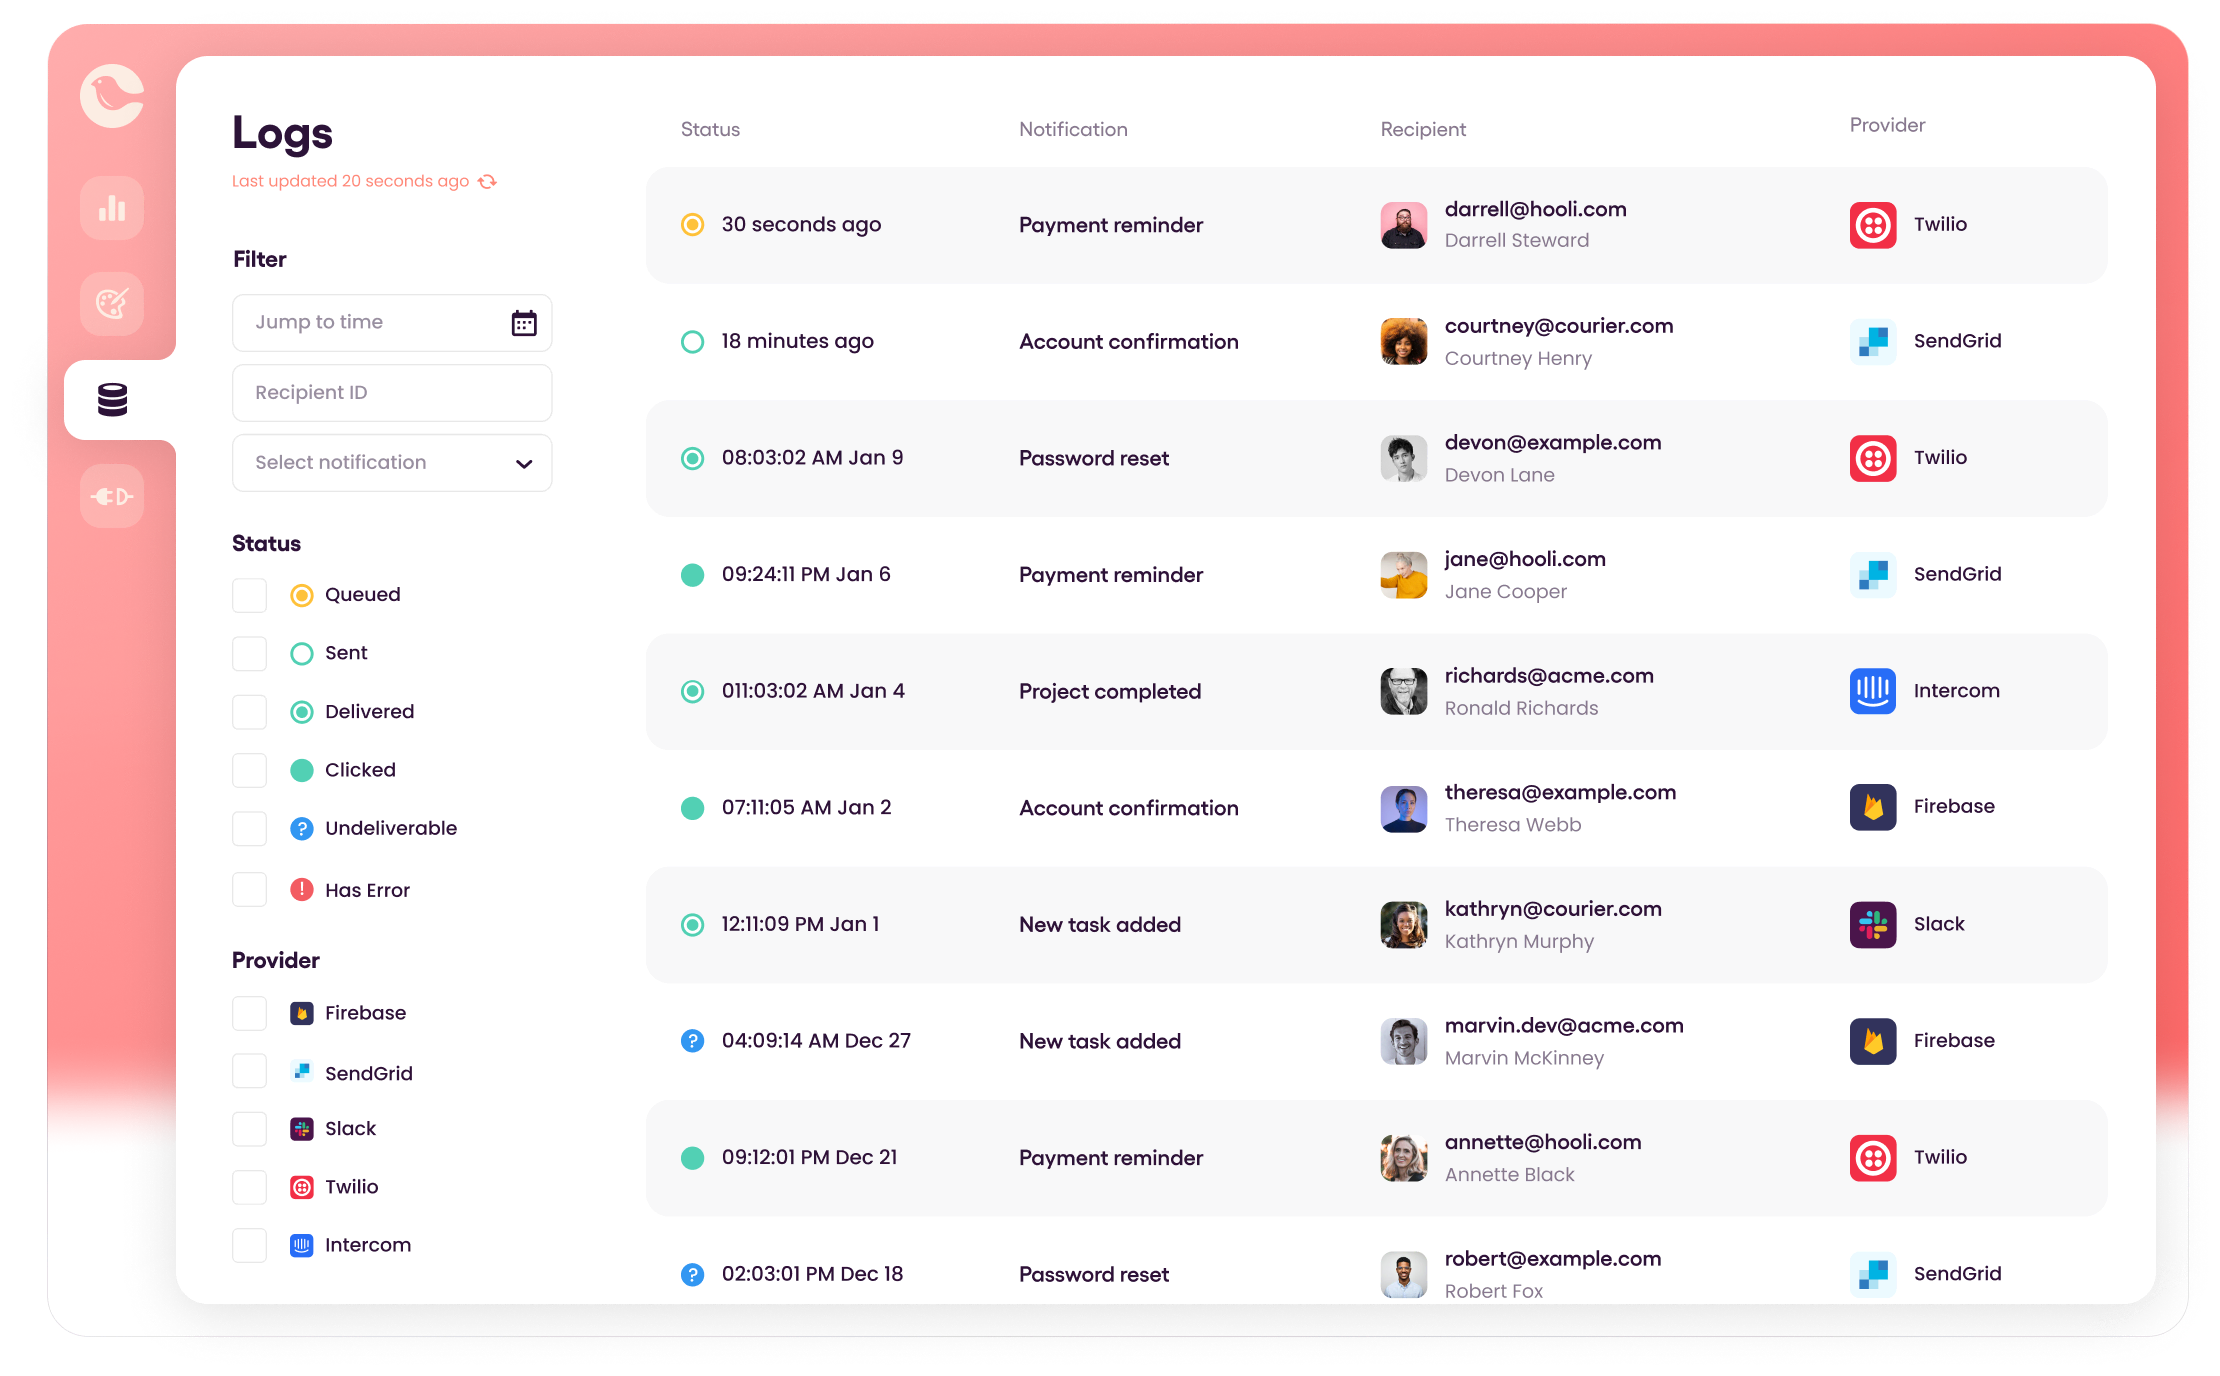 Logs
Last updated 20 seconds ago
Filter
Jump to time
Recipient ID
Select notification
Status
Queued
Sent
Delivered
Clicked
? Undeliverable
! Has Error
Provider
Firebase
SendGrid
Slack
Twilio
Intercom
Status Notification Recipient Provider
30 seconds ago Payment reminder darrell@hooli.com Twilio
Darrell Steward
18 minutes ago Account confirmation courtney@courier.com SendGrid
Courtney Henry
08:03:02 AM Jan 9 Password reset devon@example.com Twilio
Devon Lane
09:24:11 PM Jan 6 Payment reminder jane@hooli.com SendGrid
Jane Cooper
011:03:02 AM Jan 4 Project completed richards@acme.com Intercom
Ronald Richards
07:11:05 AM Jan 2 Account confirmation theresa@example.com Firebase
Theresa Webb
12:11:09 PM Jan 1 New task added kathryn@courier.com Slack
Kathryn Murphy
? 04:09:14 AM Dec 27 New task added marvin.dev@acme.com Firebase
Marvin McKinney
09:12:01 PM Dec 21 Payment reminder annette@hooli.com Twilio
Annette Black
? 02:03:01 PM Dec 18 Password reset robert@example.com SendGrid
Robert Fox